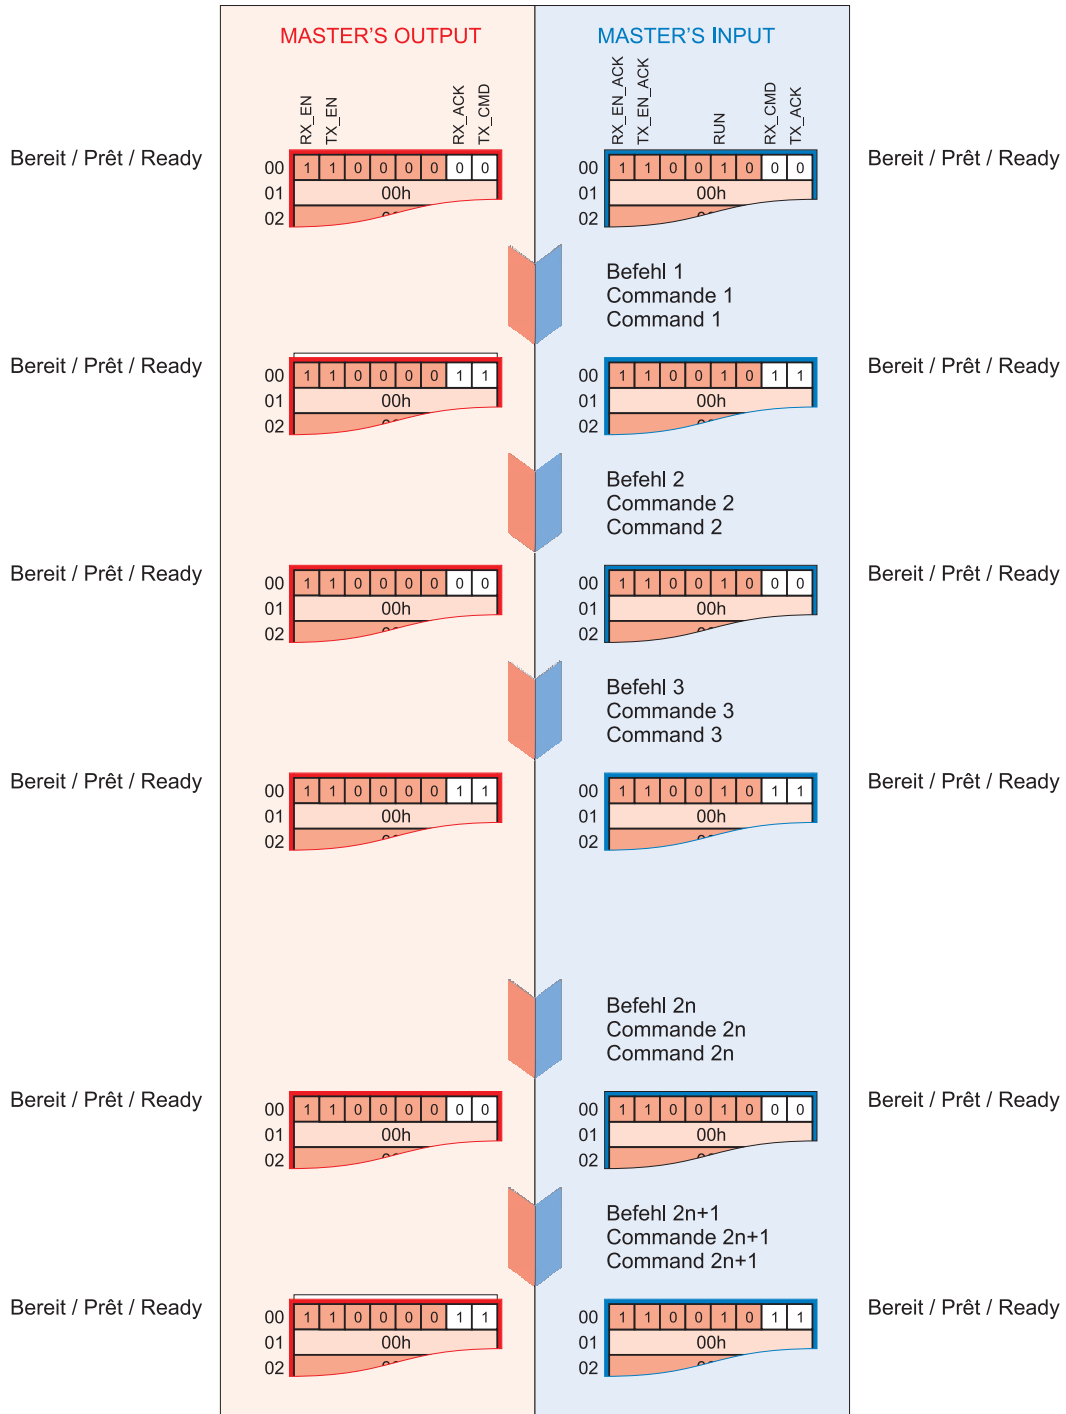 MASTER'S OUTPUT MASTER'S INPUT
RX_EN TX_EN RX_ACK TX_CMD RX_EN_ACK TX_EN_ACK RUN RX_CMD TX_ACK
Bereit / Prêt / Ready 00 1 1 0 0 0 0 0 0 00 1 1 0 0 1 0 0 0 Bereit / Prêt / Ready
01 00h 01 00h
02 02
Befehl 1
Commande 1
Command 1
Bereit / Prêt / Ready 00 1 1 0 0 0 0 1 1 00 1 1 0 0 1 0 1 1 Bereit / Prêt / Ready
01 00h 01 00h
02 02
Befehl 2
Commande 2
Command 2
Bereit / Prêt / Ready 00 1 1 0 0 0 0 0 0 00 1 1 0 0 1 0 0 0 Bereit / Prêt / Ready
01 00h 01 00h
02 02
Befehl 3
Commande 3
Command 3
Bereit / Prêt / Ready 00 1 1 0 0 0 0 1 1 00 1 1 0 0 1 0 1 1 Bereit / Prêt / Ready
01 00h 01 00h
02 02
Befehl 2n
Commande 2n
Command 2n
Bereit / Prêt / Ready 00 1 1 0 0 0 0 0 0 00 1 1 0 0 1 0 0 0 Bereit / Prêt / Ready
01 00h 01 00h
02 02
Befehl 2n+1
Commande 2n+1
Command 2n+1
Bereit / Prêt / Ready 00 1 1 0 0 0 0 1 1 00 1 1 0 0 1 0 1 1 Bereit / Prêt / Ready
01 00h 01 00h
02 02